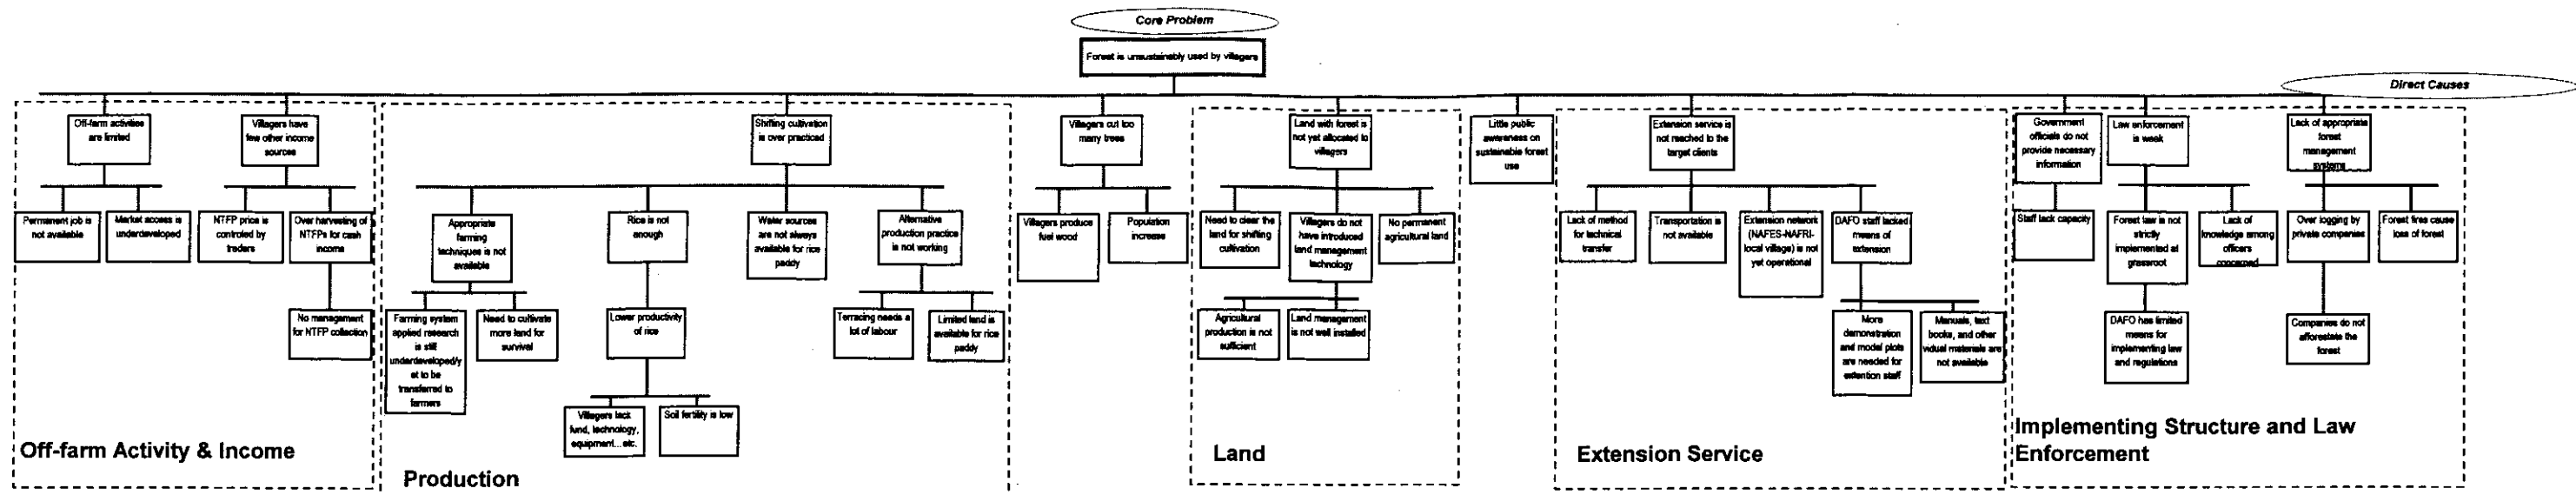 Core Problem
Forest is unsustainably used by villagers
Direct Causes
Off-farm activities
are limited
Villagers have
few other income
sources
Shifting cultivation
is over practiced
Villagers cut too
many trees
Land with forest is
not yet allocated to
villagers
Little public
awareness on
sustainable forest
use
Extension service is
not reached to the
target clients
Government
officials do not
provide necessary
information
Law enforcement
is weak
Lack of appropriate
forest
management
systems
Permanent job is
not available
Market access is
underdeveloped
NTFP price is
controled by
traders
Over harvesting of
NTFPs for cash
income
Appropriate
farming
techniques is not
available
Rice is not
enough
Water sources
are not always
available for rice
paddy
Alternative
production practice
is not working
Villagers produce
fuel wood
Population
increase
Need to clear the
land for shifting
cultivation
Villagers do not
have introduced
land management
technology
No permanent
agricultural land
Lack of method
for technical
transfer
Transportation is
not available
Extension network
(NAFES-NAFRI-
local village) is not
yet operational
DAFO staff lacked
means of
extension
Staff lack capacity
Forest law is not
strictly
implemented at
grassroot
Lack of
knowledge among
officers
concerned
Over logging by
private companies
Forest fires cause
loss of forest
No management
for NTFP collection
Farming system
applied research
is still
underdeveloped/y
et to be
transferred to
farmers
Need to cultivate
more land for
survival
Lower productivity
of rice
Terracing needs a
lot of labour
Limited land is
available for rice
paddy
Agricultural
production is not
sufficient
Land management
is not well installed
More
demonstration
and model plots
are needed for
extention staff
Manuals, text
books, and other
vidual materials are
not available
DAFO has limited
means for
implementing law
and regulations
Companies do not
afforestate the
forest
Villagers lack
fund, technology,
equipment...etc.
Soil fertility is low
Off-farm Activity & Income
Production
Land
Extension Service
Implementing Structure and Law
Enforcement